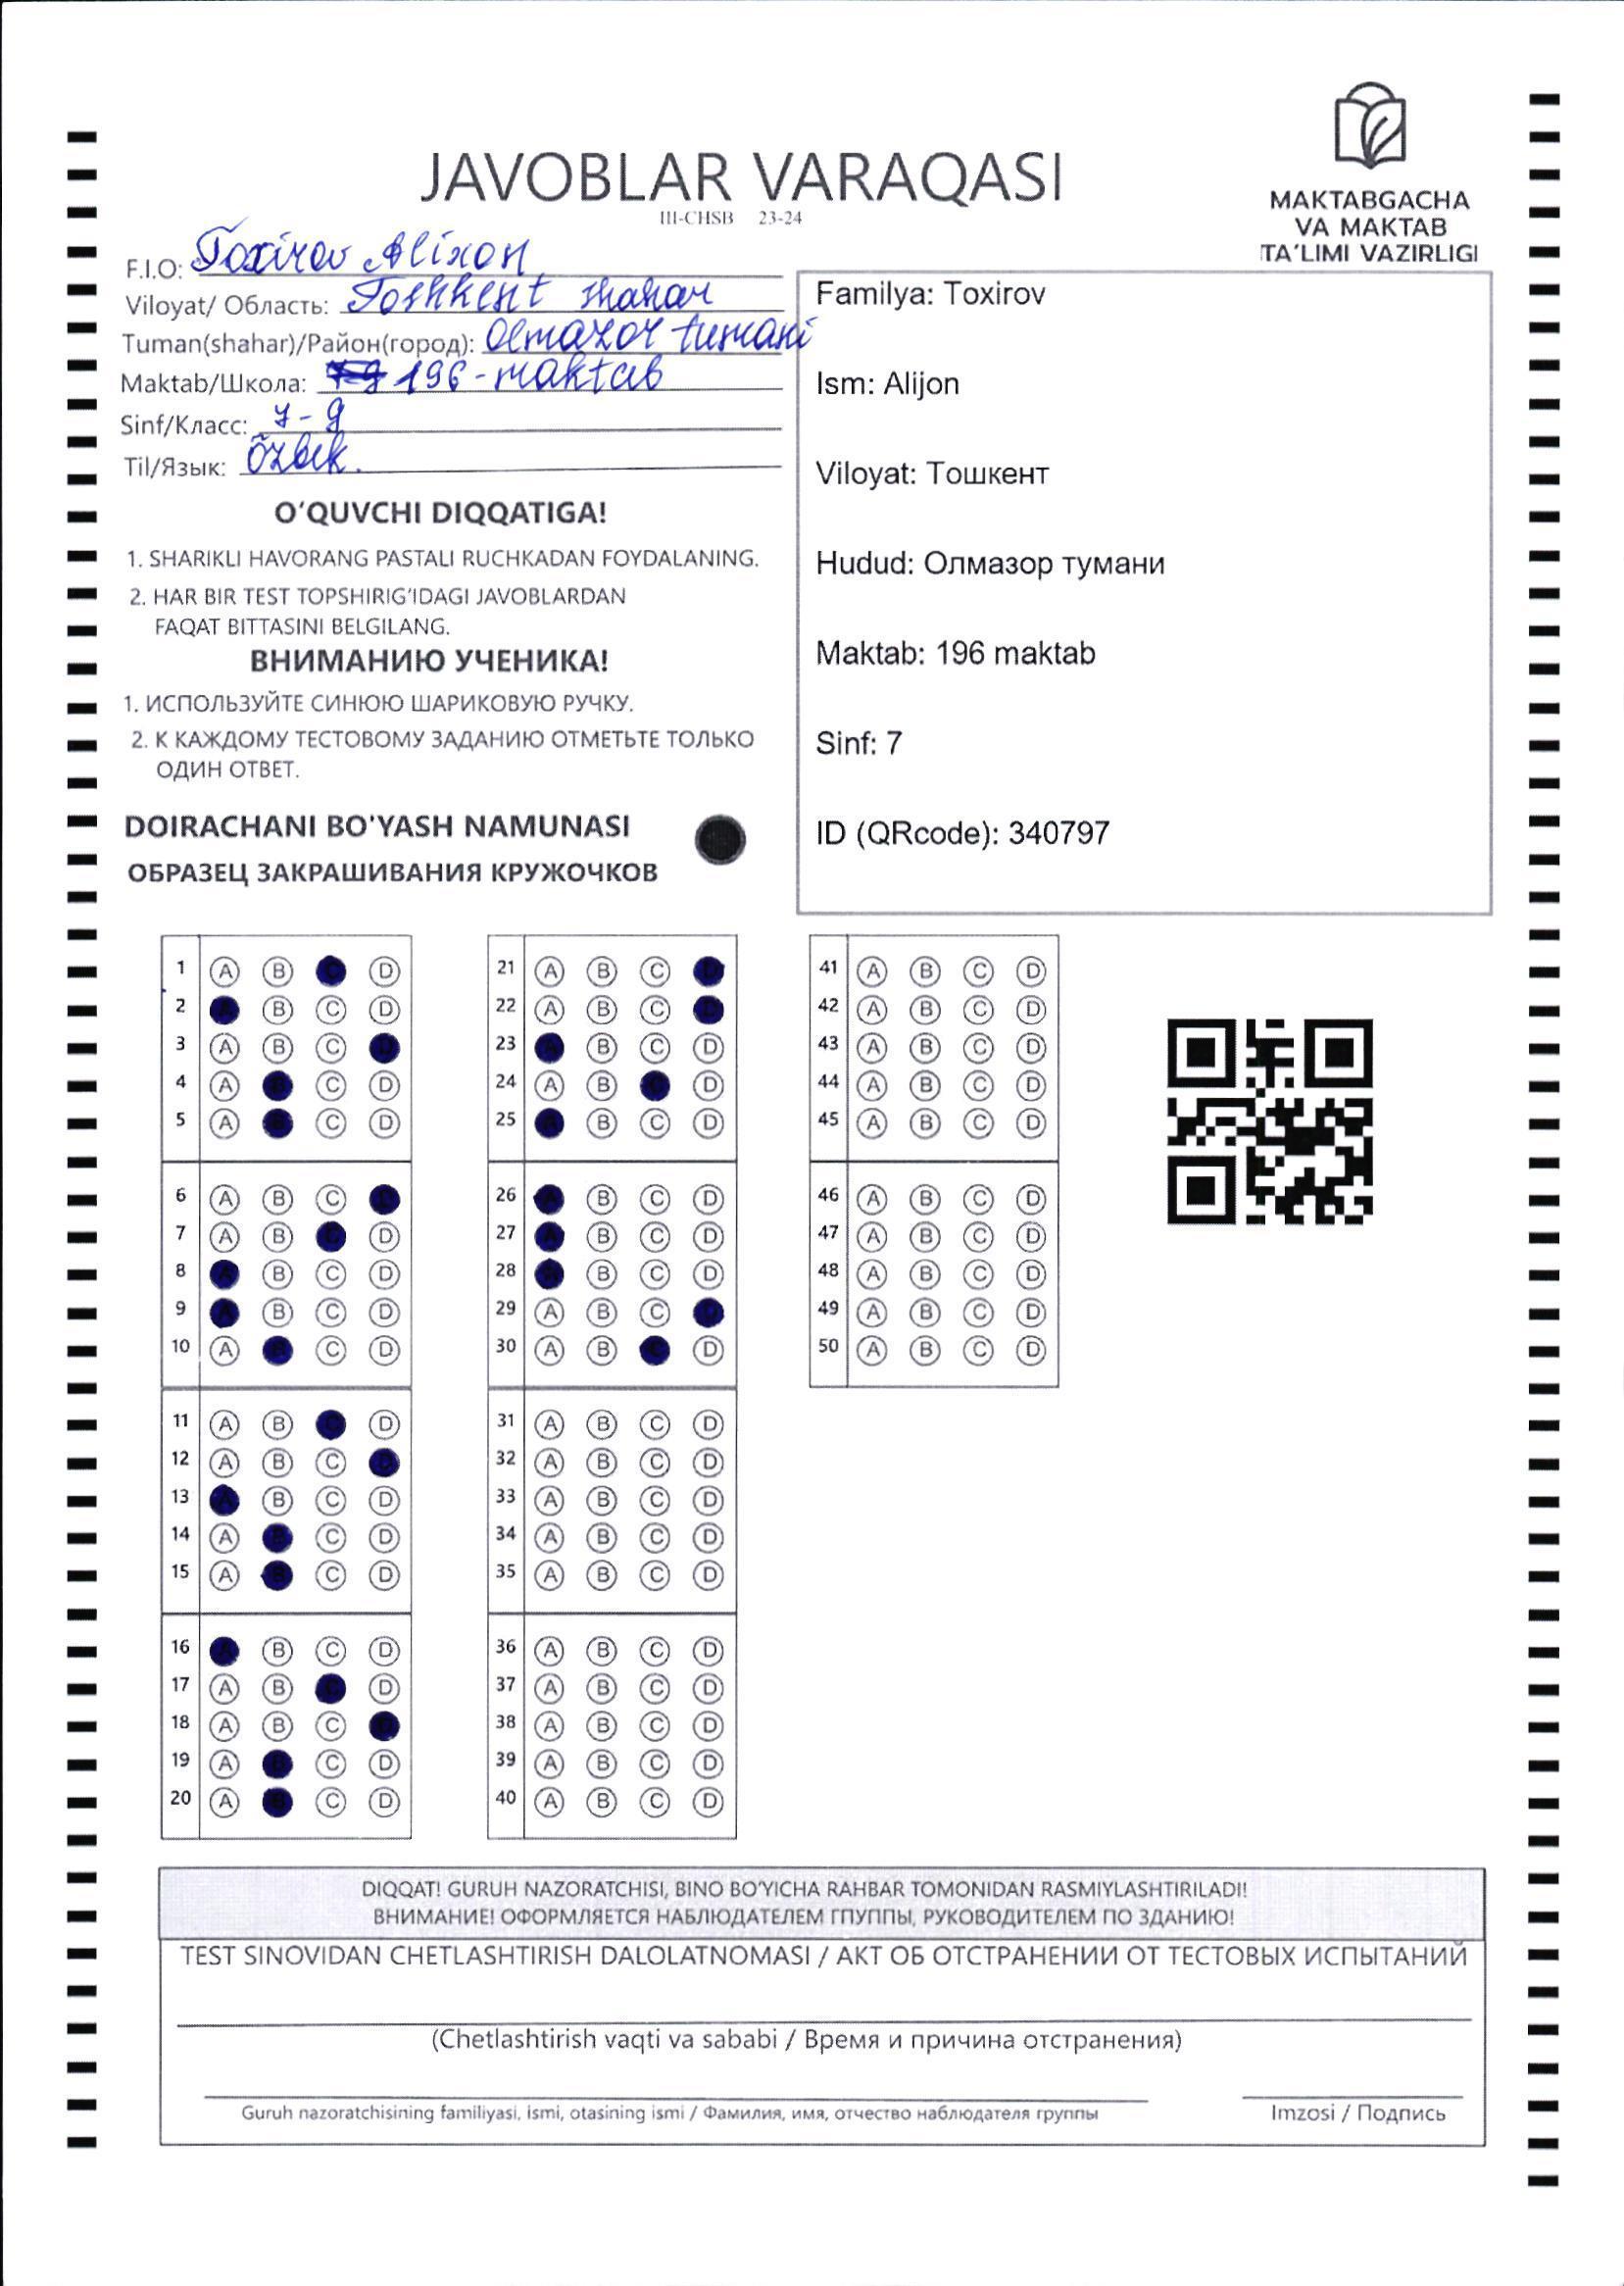 JAVOBLAR VARAQASI
III-CHSB 23-24
MAKTABGACHA
VA MAKTAB
TA'LIMI VAZIRLIGI
F.I.O: Toxirov Alixon
Viloyat/ Область: Toshkent shahar
Tuman(shahar)/Район(город): Olmazor tumani
Maktab/Школа: 196-maktab
Sinf/Класс: 7-g
Til/Язык: õzbek.
O'QUVCHI DIQQATIGA!
1. SHARIKLI HAVORANG PASTALI RUCHKADAN FOYDALANING.
2. HAR BIR TEST TOPSHIRIG'IDAGI JAVOBLARDAN
FAQAT BITTASINI BELGILANG.
ВНИМАНИЮ УЧЕНИКА!
1. ИСПОЛЬЗУЙТЕ СИНЮЮ ШАРИКОВУЮ РУЧКУ.
2. К КАЖДОМУ ТЕСТОВОМУ ЗАДАНИЮ ОТМЕТЬТЕ ТОЛЬКО
ОДИН ОТВЕТ.
DOIRACHANI BO'YASH NAMUNASI
ОБРАЗЕЦ ЗАКРАШИВАНИЯ КРУЖОЧКОВ
Familya: Toxirov
Ism: Alijon
Viloyat: Тошкент
Hudud: Олмазор тумани
Maktab: 196 maktab
Sinf: 7
ID (QRcode): 340797
1 A B C D
2 A B C D
3 A B C D
4 A B C D
5 A B C D
6 A B C D
7 A B C D
8 A B C D
9 A B C D
10 A B C D
11 A B C D
12 A B C D
13 A B C D
14 A B C D
15 A B C D
16 A B C D
17 A B C D
18 A B C D
19 A B C D
20 A B C D
21 A B C D
22 A B C D
23 A B C D
24 A B C D
25 A B C D
26 A B C D
27 A B C D
28 A B C D
29 A B C D
30 A B C D
31 A B C D
32 A B C D
33 A B C D
34 A B C D
35 A B C D
36 A B C D
37 A B C D
38 A B C D
39 A B C D
40 A B C D
41 A B C D
42 A B C D
43 A B C D
44 A B C D
45 A B C D
46 A B C D
47 A B C D
48 A B C D
49 A B C D
50 A B C D
DIQQAT! GURUH NAZORATCHISI, BINO BO'YICHA RAHBAR TOMONIDAN RASMIYLASHTIRILADI!
ВНИМАНИЕ! ОФОРМЛЯЕТСЯ НАБЛЮДАТЕЛЕМ ГПУППЫ, РУКОВОДИТЕЛЕМ ПО ЗДАНИЮ!
TEST SINOVIDAN CHETLASHTIRISH DALOLATNOMASI / АКТ ОБ ОТСТРАНЕНИИ ОТ ТЕСТОВЫХ ИСПЫТАНИЙ
(Chetlashtirish vaqti va sababi / Время и причина отстранения)
Guruh nazoratchisining familiyasi, ismi, otasining ismi / Фамилия, имя, отчество наблюдателя группы
Imzosi / Подпись